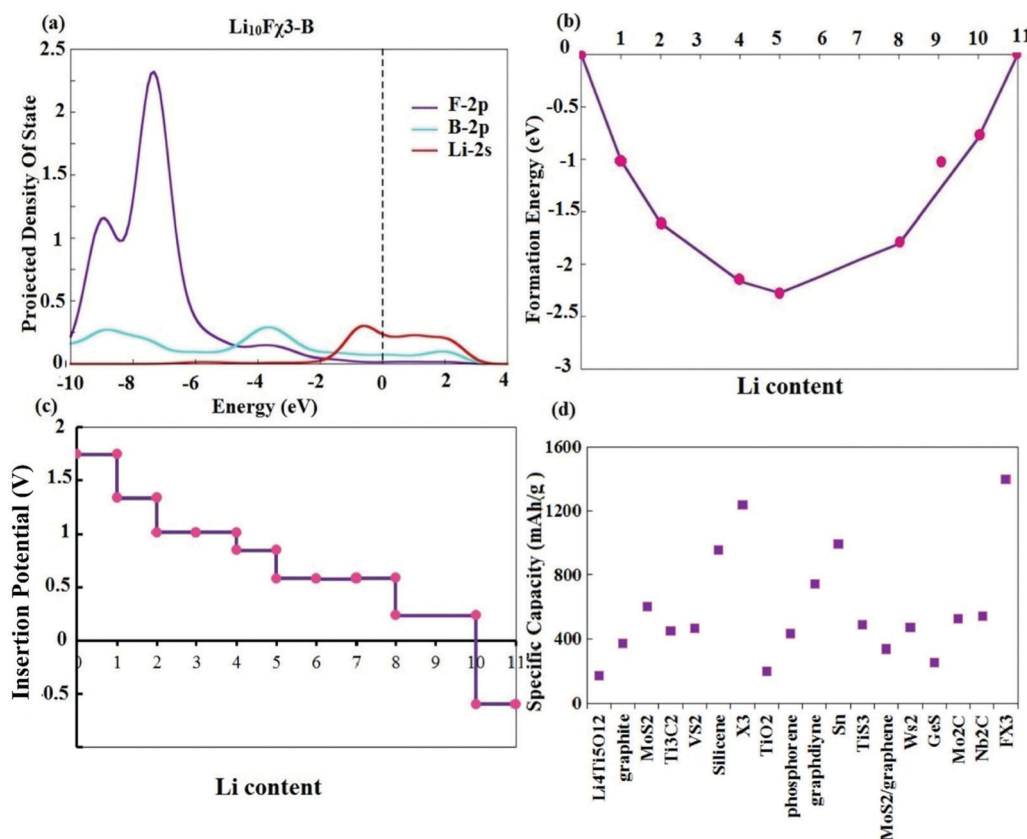 (a)
Li₁₀Fχ3-B
2.5
2
1.5
1
0.5
0
Projected Density Of State
F-2p
B-2p
Li-2s
-10
-8
-6
-4
-2
0
2
4
Energy (eV)
(b)
0
1
2
3
4
5
6
7
8
9
10
11
-0.5
-1
-1.5
-2
-2.5
-3
Formation Energy (eV)
Li content
(c)
2
1.5
1
0.5
0
-0.5
Insertion Potential (V)
0
1
2
3
4
5
6
7
8
9
10
11
Li content
(d)
1600
1200
800
400
0
Specific Capacity (mAh/g )
Li4Ti5O12
graphite
MoS2
Ti3C2
VS2
Silicene
X3
TiO2
phosphorene
graphdiyne
Sn
TiS3
MoS2/graphene
Ws2
GeS
Mo2C
Nb2C
FX3